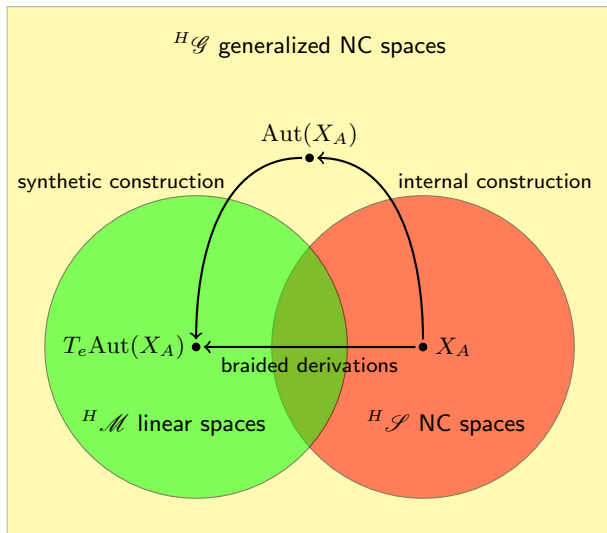 ᴴ𝒢 generalized NC spaces
Aut(X_A)
synthetic construction
internal construction
TₑAut(X_A)
X_A
braided derivations
ᴴℳ linear spaces
ᴴ𝒮 NC spaces